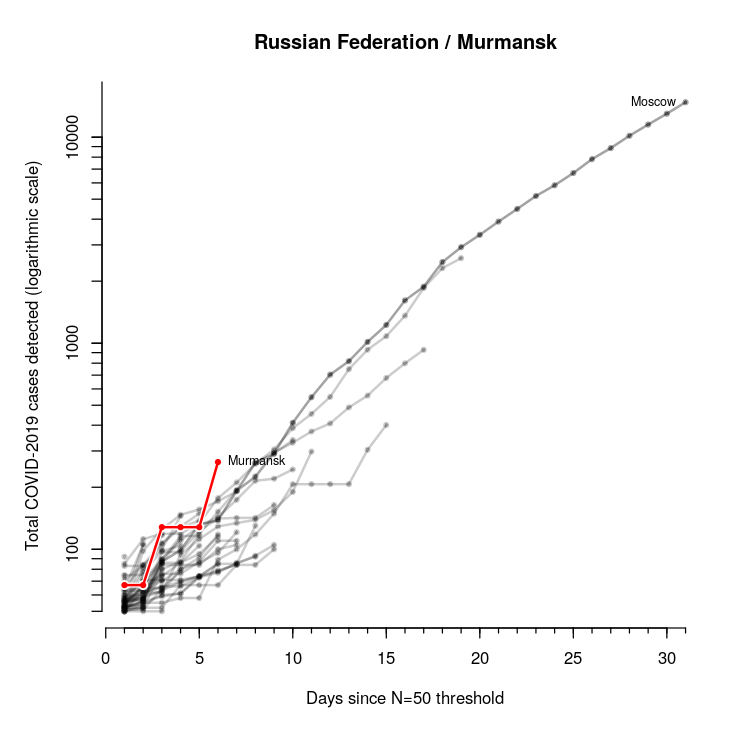 Russian Federation / Murmansk
Total COVID-2019 cases detected (logarithmic scale)
10000
1000
100
Moscow
Murmansk
0 5 10 15 20 25 30
Days since N=50 threshold